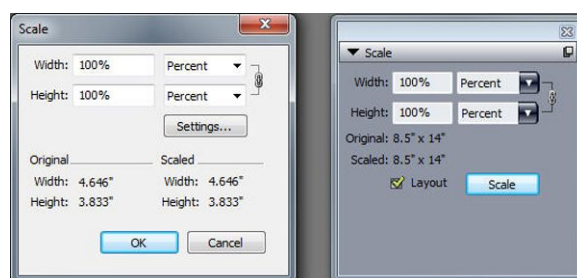 Scale
Width: 100% Percent
Height: 100% Percent
Settings...
Original Scaled
Width: 4.646" Width: 4.646"
Height: 3.833" Height: 3.833"
OK Cancel
Scale
Width: 100% Percent
Height: 100% Percent
Original: 8.5" x 14"
Scaled: 8.5" x 14"
Layout Scale